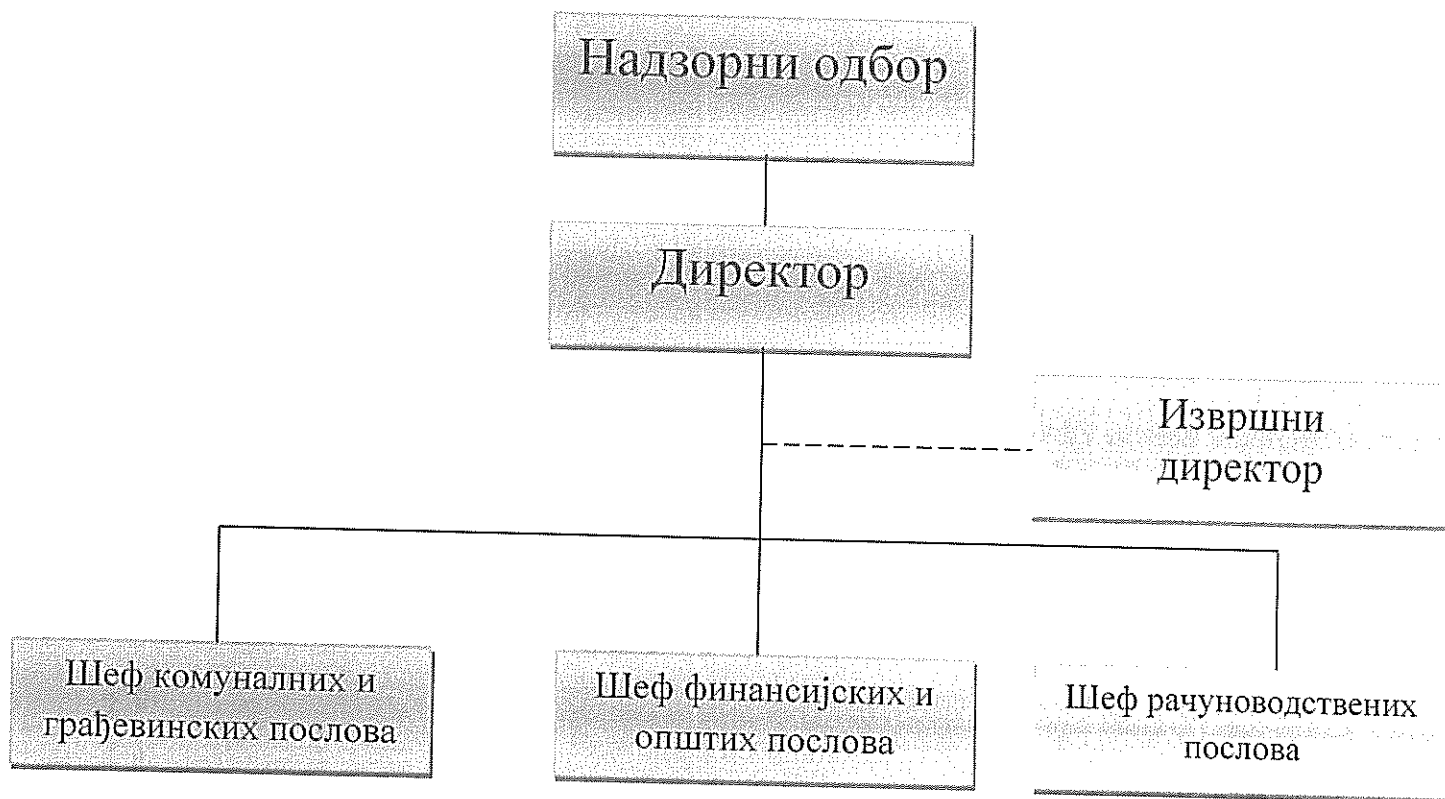 Надзорни одбор
Директор
Извршни
директор
Шеф комуналних и
грађевинских послова
Шеф финансијских и
општих послова
Шеф рачуноводствених
послова